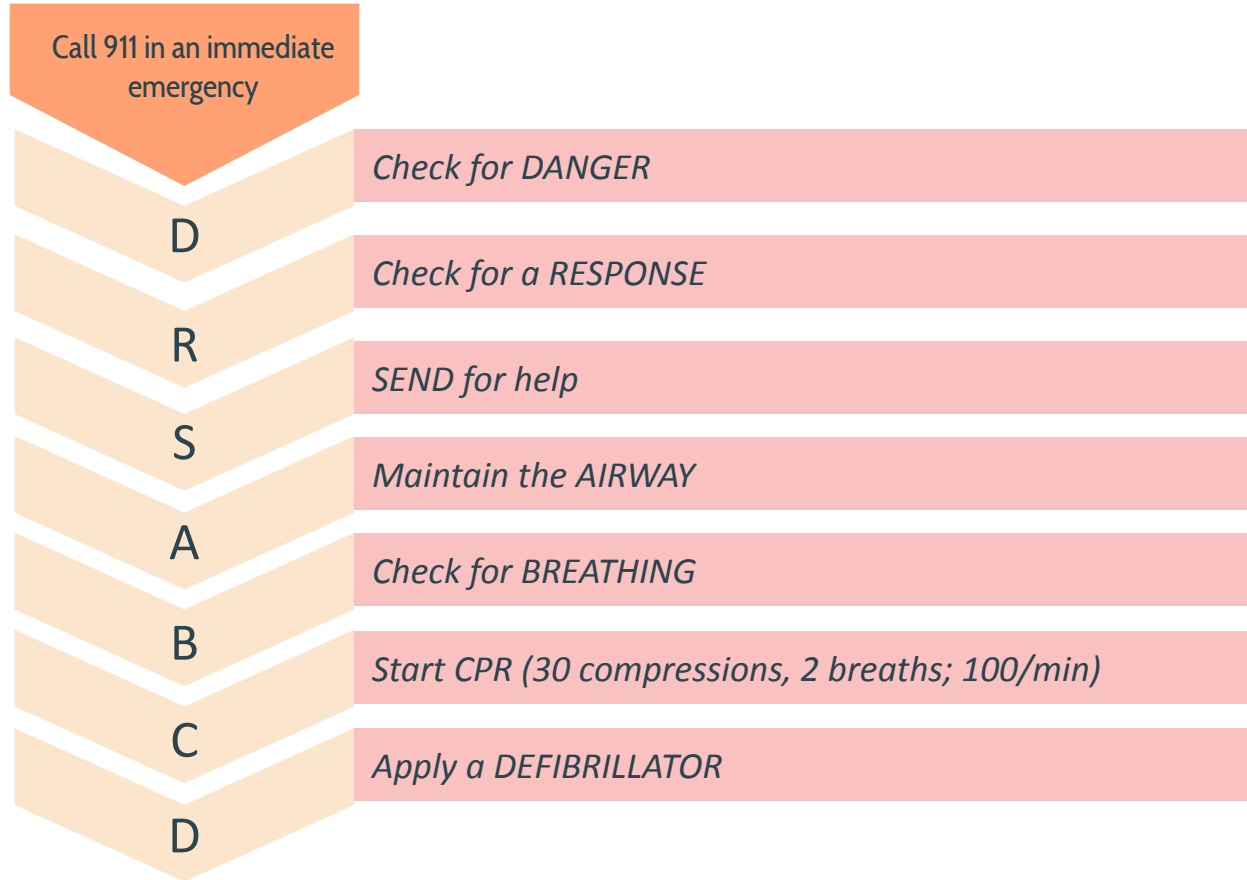 Call 911 in an immediate
emergency
Check for DANGER
D
Check for a RESPONSE
R
SEND for help
S
Maintain the AIRWAY
A
Check for BREATHING
B
Start CPR (30 compressions, 2 breaths; 100/min)
C
Apply a DEFIBRILLATOR
D